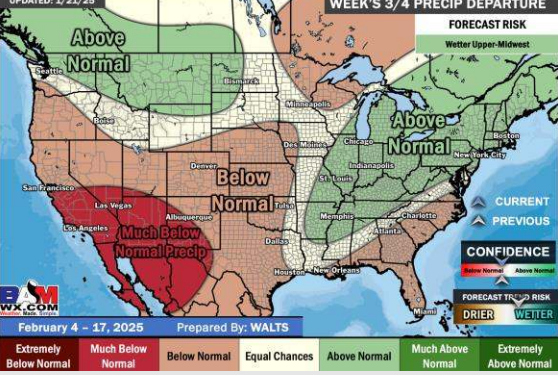 UPDATED: 1/21/25
WEEK'S 3/4 PRECIP DEPARTURE
FORECAST RISK
Wetter Upper-Midwest
Above
Normal
Seattle
Bismarck
Minneapolis
Boise
Above
Normal
Boston
Des Moines
Chicago
New York City
Denver
Indianapolis
Below
Normal
St. Louis
San Francisco
Las Vegas
Tulsa
CURRENT
Albuquerque
Memphis
Charlotte
PREVIOUS
Los Angeles
Much Below
Normal Precip
Dallas
Atlanta
CONFIDENCE
Below Normal
Above Normal
Houston
New Orleans
BAM
WX.COM
Weather. Made. Simple.
FORECAST TREND RISK
DRIER
WETTER
Miami
February 4 – 17, 2025
Prepared By: WALTS
Extremely
Below Normal
Much Below
Normal
Below Normal
Equal Chances
Above Normal
Much Above
Normal
Extremely
Above Normal